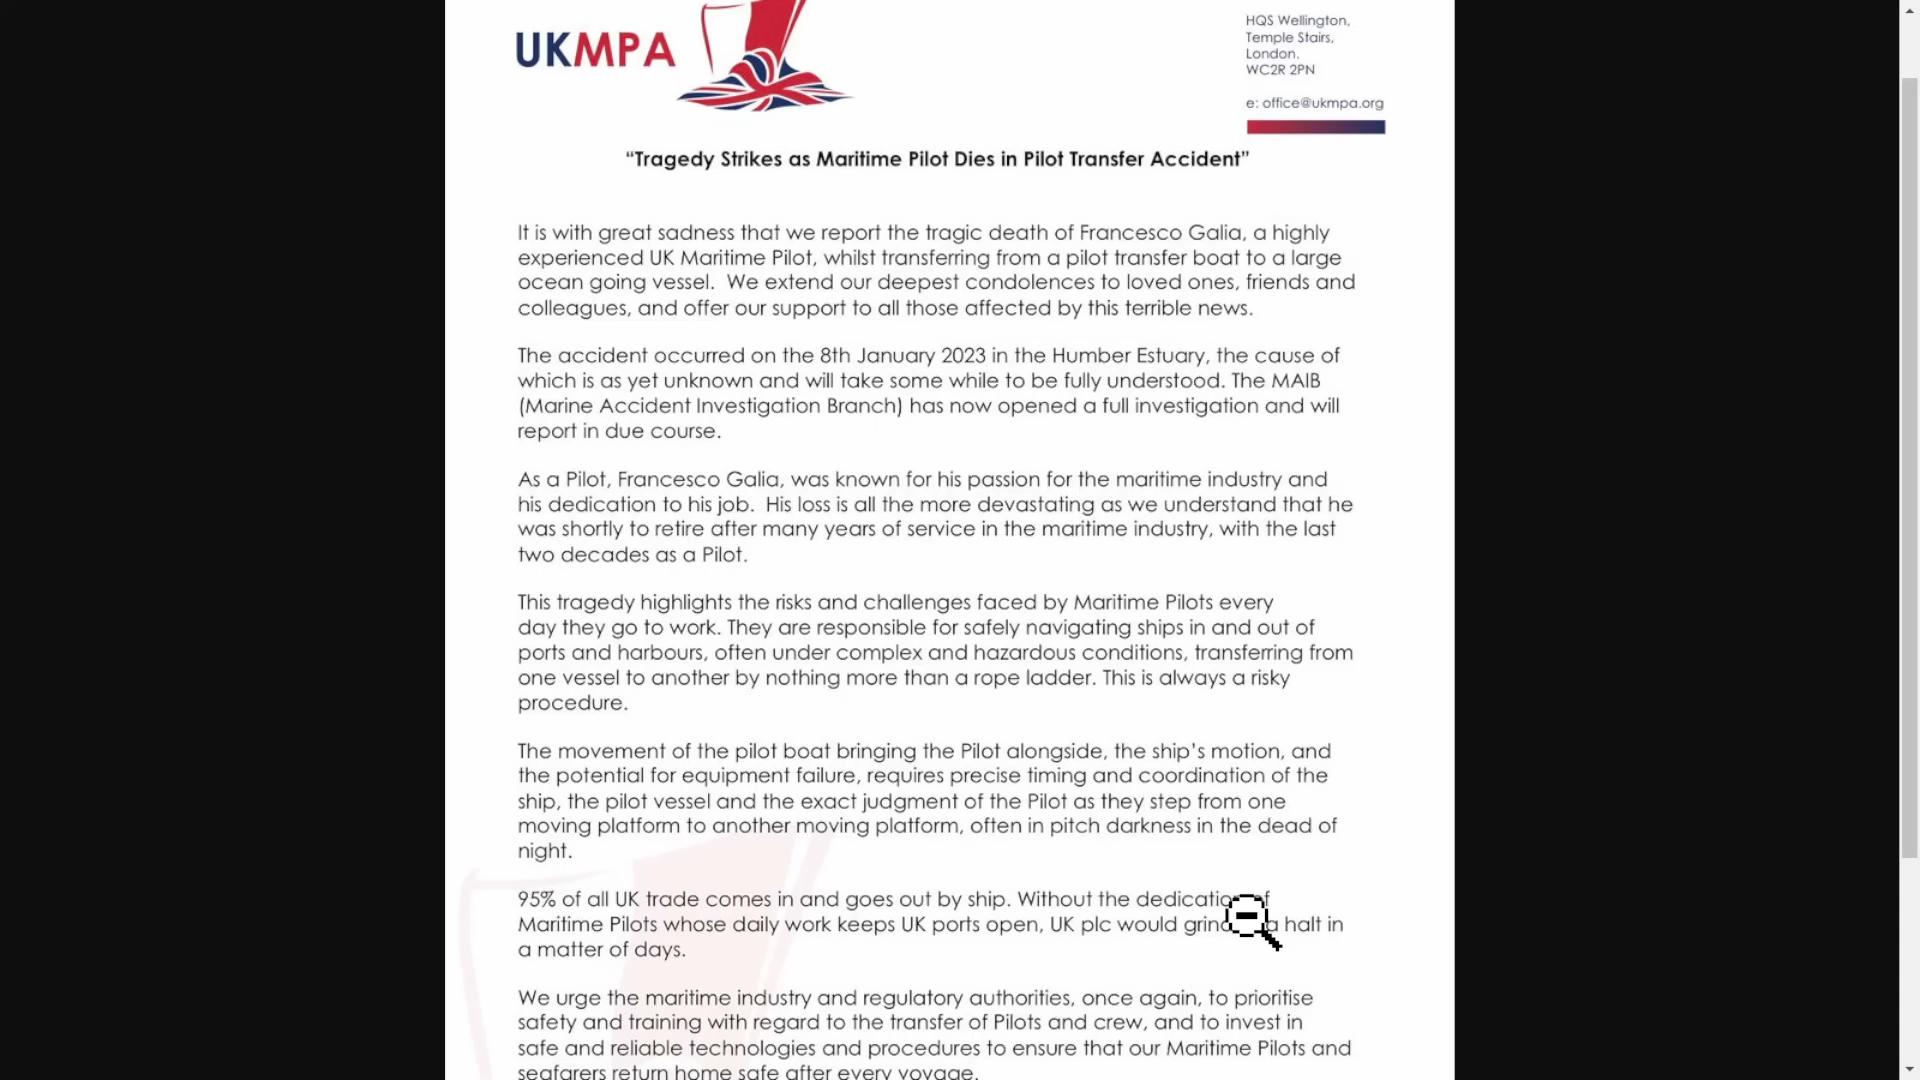 UKMPA
HQS Wellington,
Temple Stairs,
London.
WC2R 2PN
e: office@ukmpa.org
“Tragedy Strikes as Maritime Pilot Dies in Pilot Transfer Accident”
It is with great sadness that we report the tragic death of Francesco Galia, a highly
experienced UK Maritime Pilot, whilst transferring from a pilot transfer boat to a large
ocean going vessel.  We extend our deepest condolences to loved ones, friends and
colleagues, and offer our support to all those affected by this terrible news.
The accident occurred on the 8th January 2023 in the Humber Estuary, the cause of
which is as yet unknown and will take some while to be fully understood. The MAIB
(Marine Accident Investigation Branch) has now opened a full investigation and will
report in due course.
As a Pilot, Francesco Galia, was known for his passion for the maritime industry and
his dedication to his job.  His loss is all the more devastating as we understand that he
was shortly to retire after many years of service in the maritime industry, with the last
two decades as a Pilot.
This tragedy highlights the risks and challenges faced by Maritime Pilots every
day they go to work. They are responsible for safely navigating ships in and out of
ports and harbours, often under complex and hazardous conditions, transferring from
one vessel to another by nothing more than a rope ladder. This is always a risky
procedure.
The movement of the pilot boat bringing the Pilot alongside, the ship’s motion, and
the potential for equipment failure, requires precise timing and coordination of the
ship, the pilot vessel and the exact judgment of the Pilot as they step from one
moving platform to another moving platform, often in pitch darkness in the dead of
night.
95% of all UK trade comes in and goes out by ship. Without the dedication of
Maritime Pilots whose daily work keeps UK ports open, UK plc would grind a halt in
a matter of days.
We urge the maritime industry and regulatory authorities, once again, to prioritise
safety and training with regard to the transfer of Pilots and crew, and to invest in
safe and reliable technologies and procedures to ensure that our Maritime Pilots and
seafarers return home safe after every voyage.